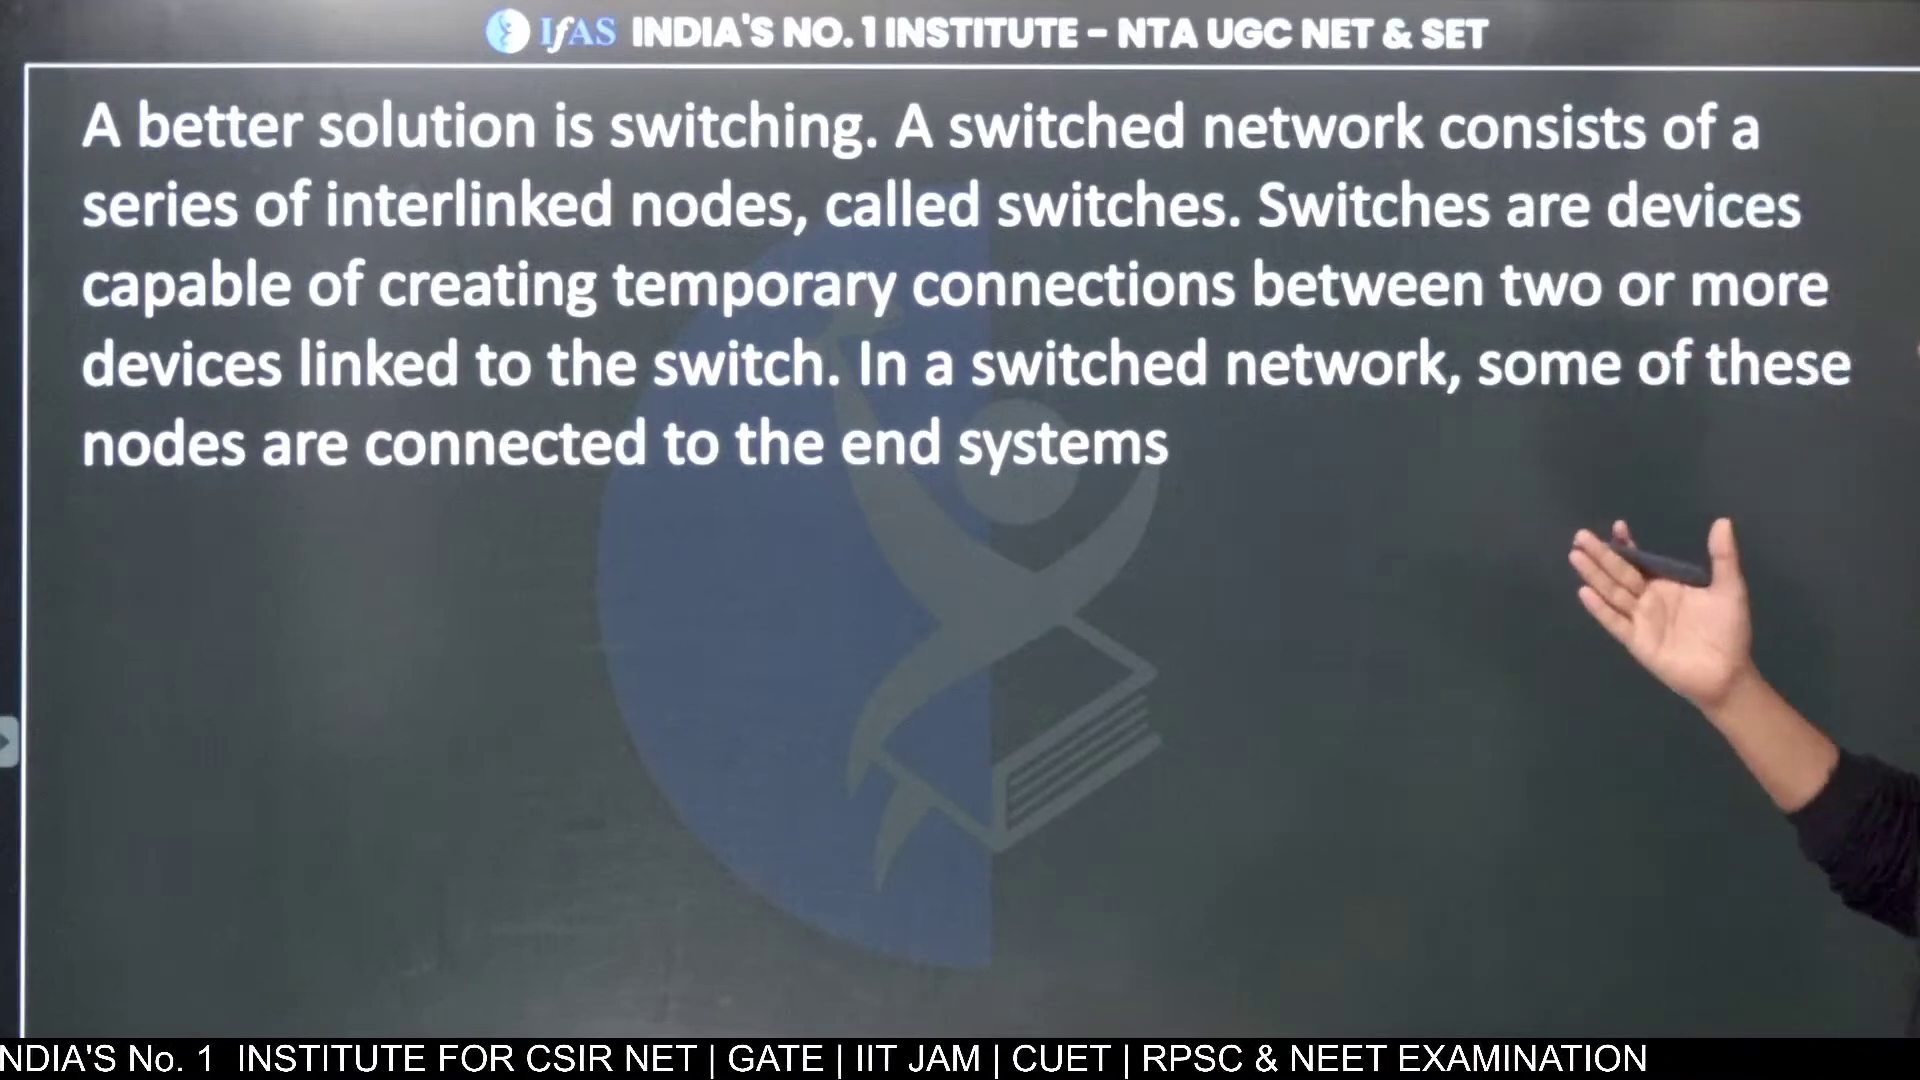 IfAS INDIA'S NO. 1 INSTITUTE – NTA UGC NET & SET
A better solution is switching. A switched network consists of a
series of interlinked nodes, called switches. Switches are devices
capable of creating temporary connections between two or more
devices linked to the switch. In a switched network, some of these
nodes are connected to the end systems
NDIA'S No. 1 INSTITUTE FOR CSIR NET | GATE | IIT JAM | CUET | RPSC & NEET EXAMINATION